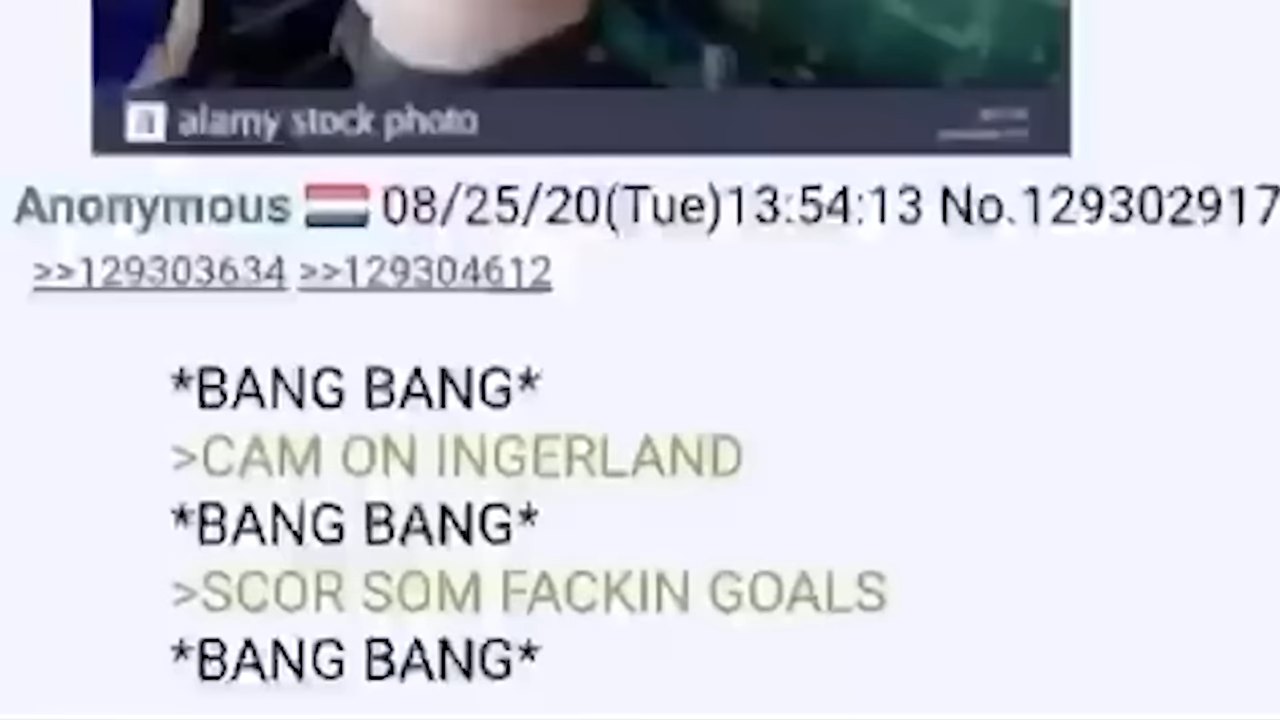 a alamy stock photo
Anonymous 08/25/20(Tue)13:54:13 No.129302917
>>129303634 >>129304612
*BANG BANG*
>CAM ON INGERLAND
*BANG BANG*
>SCOR SOM FACKIN GOALS
*BANG BANG*